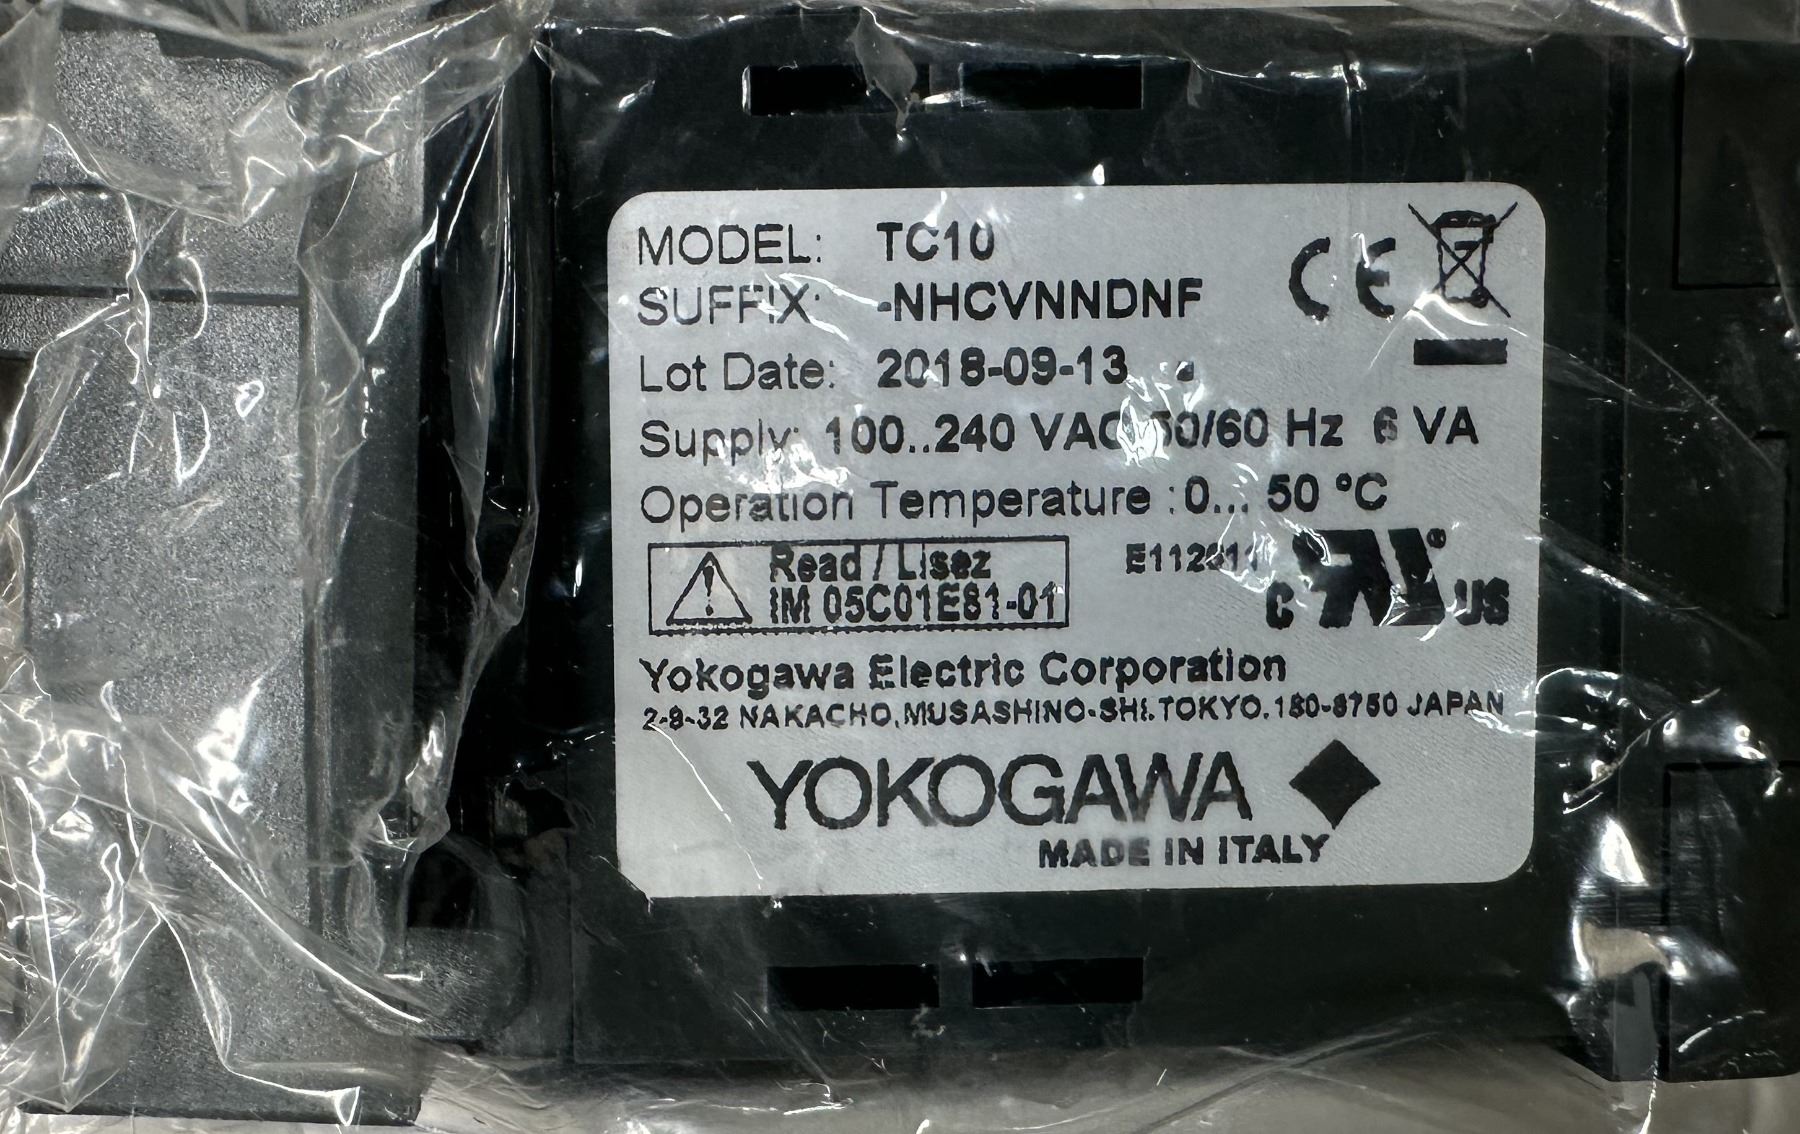 MODEL: TC10
SUFFIX: -NHCVNNDNF
Lot Date: 2018-09-13
Supply: 100..240 VAC 50/60 Hz 6 VA
Operation Temperature : 0... 50 °C
Read / Lisez
IM 05C01E81-01
CE
c RU ® US
Yokogawa Electric Corporation
2-9-32 NAKACHO, MUSASHINO-SHI, TOKYO, 180-8750 JAPAN
YOKOGAWA
MADE IN ITALY